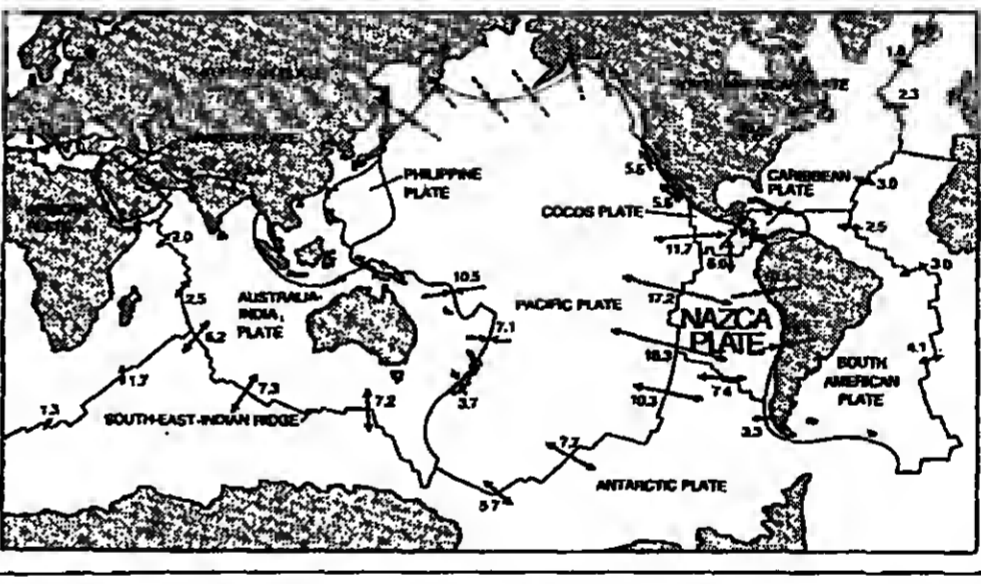 1.8
2.3
PHILIPPINE
PLATE
CARIBBEAN
PLATE
3.0
5.6
5.6
COCOS PLATE
2.5
2.0
11.7
3.0
10.5
2.5
AUSTRALIA-
INDIA
PLATE
PACIFIC PLATE
17.2
7.1
NAZCA
PLATE
6.2
4.1
18.3
SOUTH
AMERICAN
PLATE
1.7
7.3
7.4
3.7
7.2
10.3
1.3
SOUTH-EAST-INDIAN RIDGE
3.3
7.7
ANTARCTIC PLATE
5.7